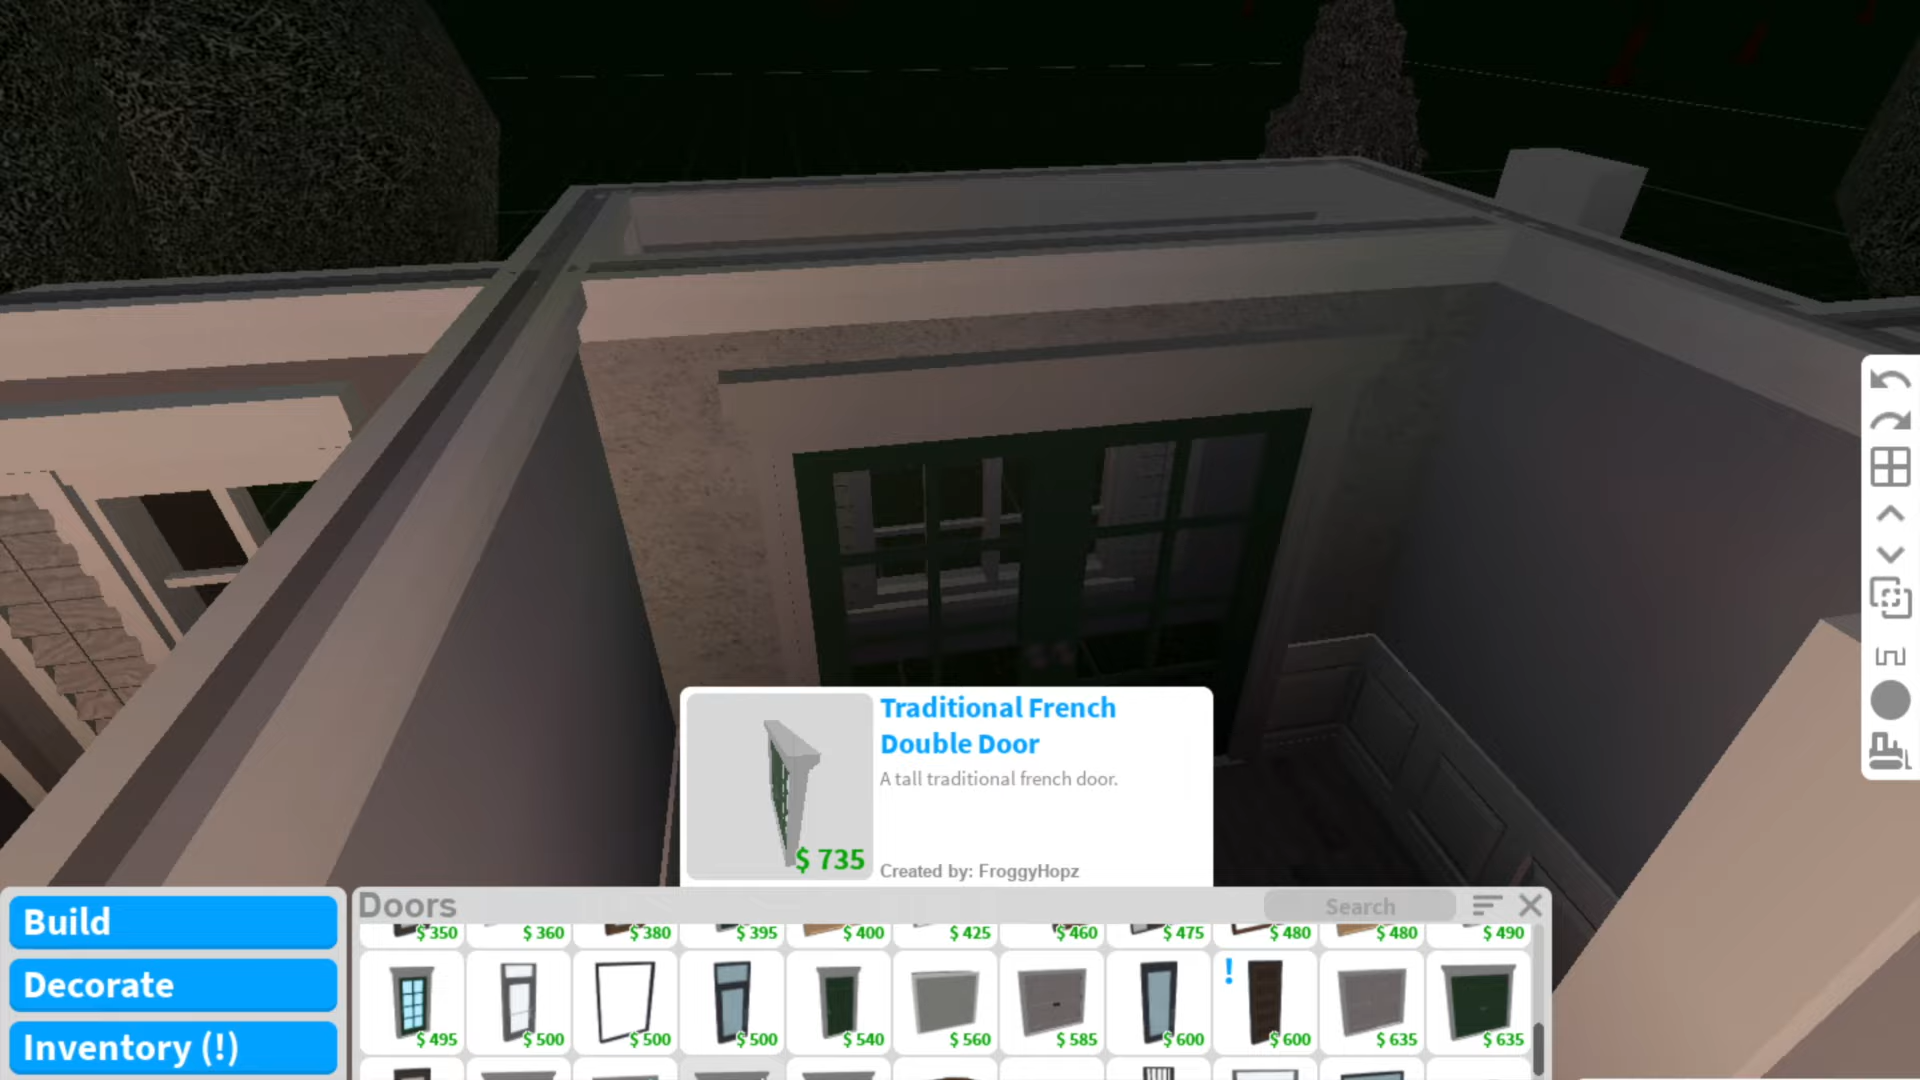 Traditional French
Double Door
A tall traditional french door.
$ 735
Created by: FroggyHopz
Build
Decorate
Inventory (!)
Doors
Search
$ 350
$ 360
$ 380
$ 395
$ 400
$ 425
$ 460
$ 475
$ 480
$ 480
$ 490
!
$ 495
$ 500
$ 500
$ 500
$ 540
$ 560
$ 585
$ 600
$ 600
$ 635
$ 635